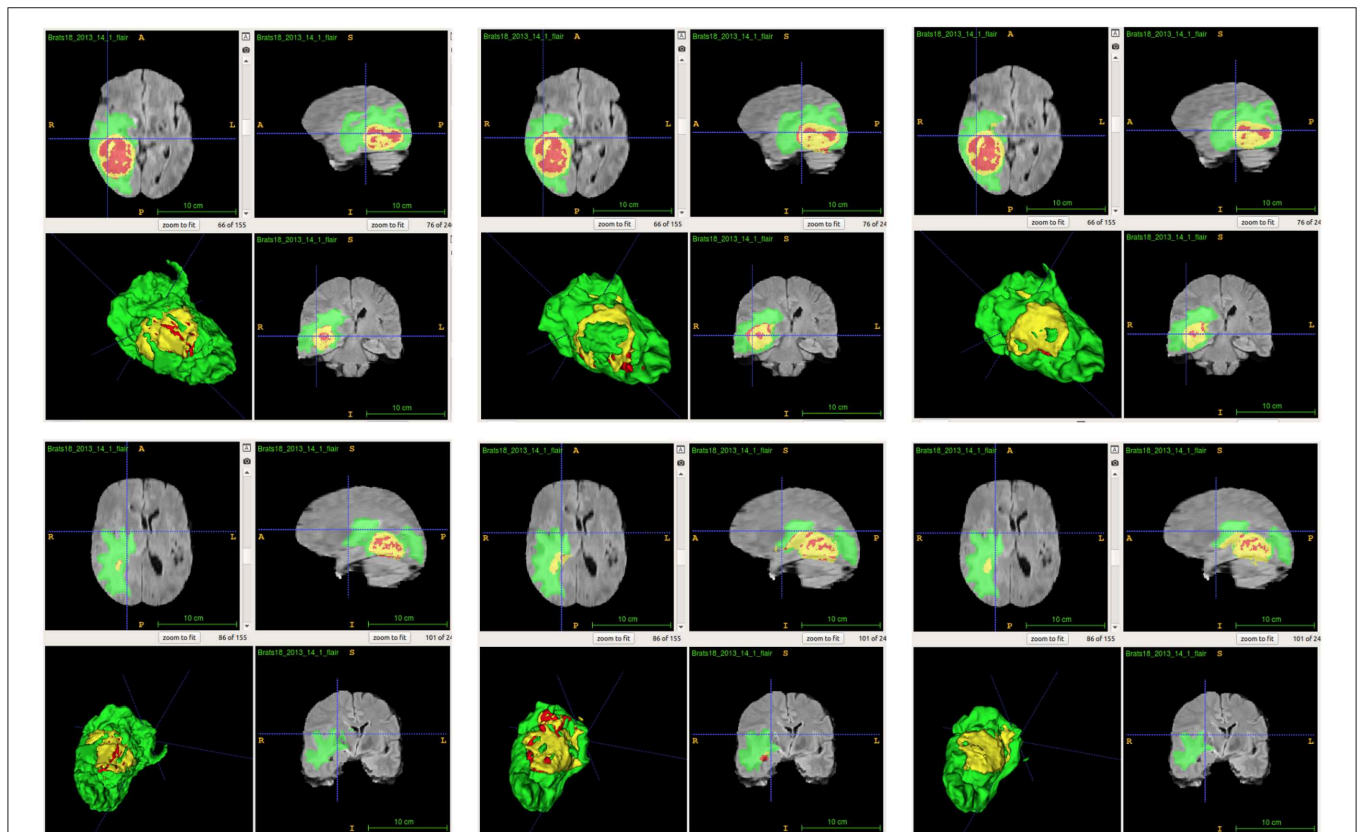 Brats18_2013_14_1_flair A S
Brats18_2013_14_1_flair A S
Brats18_2013_14_1_flair A S
R L A P
R L A P
R L A P
10 cm 10 cm
10 cm 10 cm
10 cm 10 cm
P I
P I
P I
zoom to fit 66 of 155 zoom to fit 76 of 24
zoom to fit 66 of 155 zoom to fit 76 of 24
zoom to fit 66 of 155 zoom to fit 76 of 24
Brats18_2013_14_1_flair S
Brats18_2013_14_1_flair S
Brats18_2013_14_1_flair S
R L
R L
R L
10 cm
10 cm
10 cm
I
I
I
Brats18_2013_14_1_flair A Brats18_2013_14_1_flair S
Brats18_2013_14_1_flair A Brats18_2013_14_1_flair S
Brats18_2013_14_1_flair A Brats18_2013_14_1_flair S
R L A P
R L A P
R L A P
10 cm 10 cm
10 cm 10 cm
10 cm 10 cm
P I
P I
P I
zoom to fit 86 of 155 zoom to fit 101 of 24
zoom to fit 86 of 155 zoom to fit 101 of 24
zoom to fit 86 of 155 zoom to fit 101 of 24
Brats18_2013_14_1_flair S
Brats18_2013_14_1_flair S
Brats18_2013_14_1_flair S
R L
R L
R L
10 cm
10 cm
10 cm
I
I
I